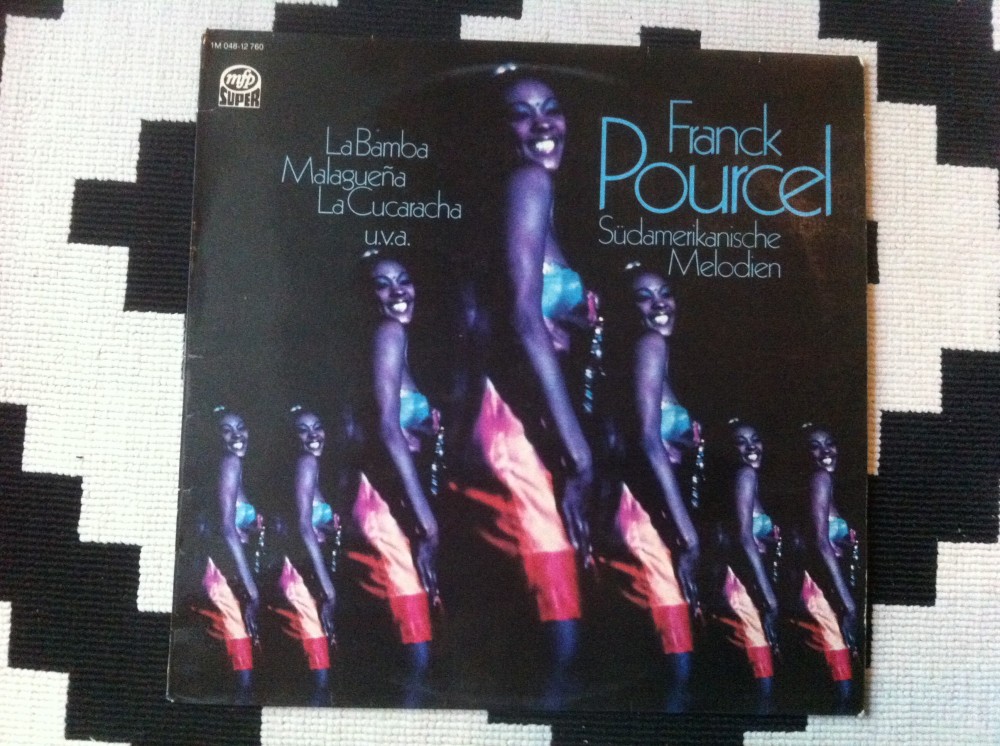 1M 048-12 760
mfp
SUPER
La Bamba
Malagueña
La Cucaracha
u.v.a.
Franck
Pourcel
Südamerikanische
Melodien